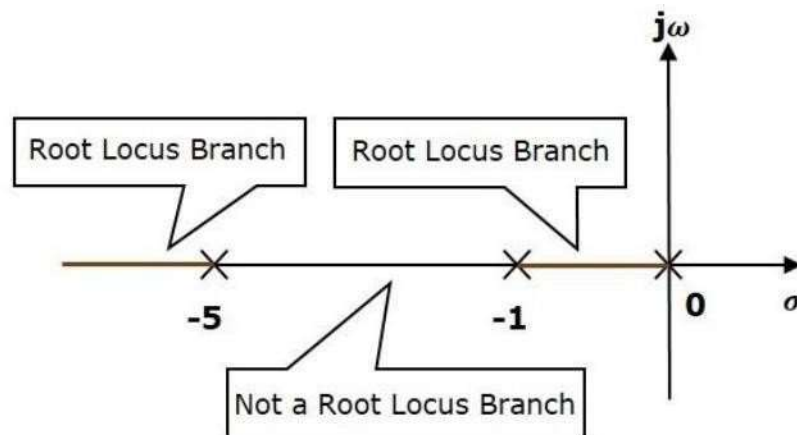 jω
Root Locus Branch
Root Locus Branch
-5
-1
0
σ
Not a Root Locus Branch